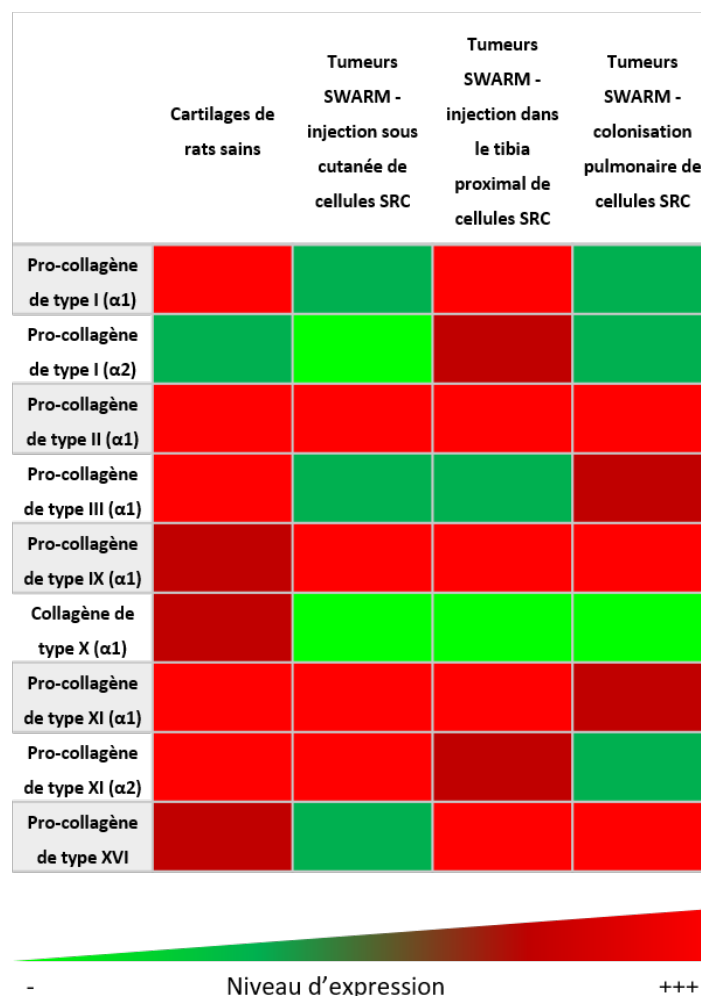 Cartilages de
rats sains
Tumeurs
SWARM -
injection sous
cutanée de
cellules SRC
Tumeurs
SWARM -
injection dans
le tibia
proximal de
cellules SRC
Tumeurs
SWARM -
colonisation
pulmonaire de
cellules SRC
Pro-collagène
de type I (α1)
Pro-collagène
de type I (α2)
Pro-collagène
de type II (α1)
Pro-collagène
de type III (α1)
Pro-collagène
de type IX (α1)
Collagène de
type X (α1)
Pro-collagène
de type XI (α1)
Pro-collagène
de type XI (α2)
Pro-collagène
de type XVI
- Niveau d’expression +++